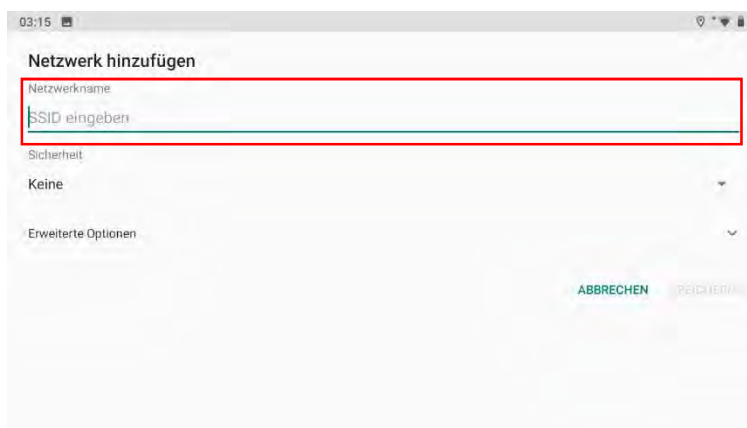 03:15
Netzwerk hinzufügen
Netzwerkname
SSID eingeben
Sicherheit
Keine
Erweiterte Optionen
ABBRECHEN